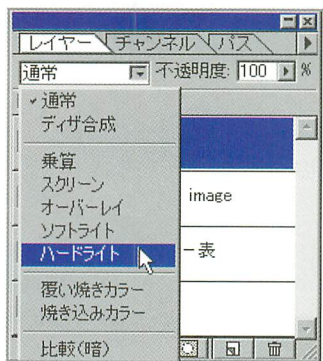 レイヤー チャンネル パス
通常 不透明度: 100 %
通常
ディザ合成
乗算
スクリーン
オーバーレイ
image
ソフトライト
ハードライト
ー表
覆い焼きカラー
焼き込みカラー
比較(暗)